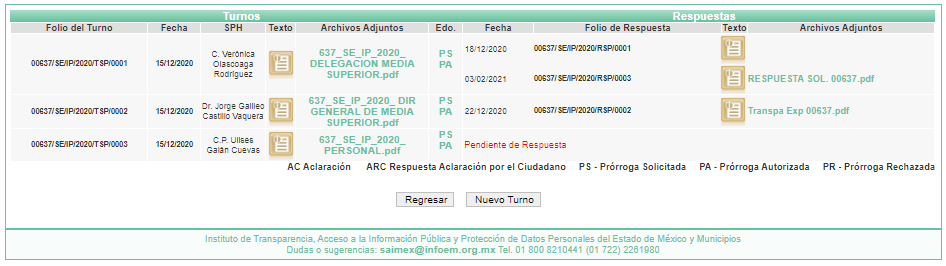 Turnos Respuestas
Folio del Turno Fecha SPH Texto Archivos Adjuntos Edo. Fecha Folio de Respuesta Texto Archivos Adjuntos
00637/SE/IP/2020/TSP/0001 15/12/2020
C. Verónica
Olascoaga
Rodríguez
637_SE_IP_2020_
DELEGACION MEDIA
SUPERIOR.pdf
PS
PA
18/12/2020 00637/SE/IP/2020/RSP/0001
03/02/2021 00637/SE/IP/2020/RSP/0003 RESPUESTA SOL. 00637.pdf
00637/SE/IP/2020/TSP/0002 15/12/2020
Dr. Jorge Galileo
Castillo Vaquera
637_SE_IP_2020_ DIR
GENERAL DE MEDIA
SUPERIOR.pdf
PS
PA
22/12/2020 00637/SE/IP/2020/RSP/0002 Transpa Exp 00637.pdf
00637/SE/IP/2020/TSP/0003 15/12/2020
C.P. Ulises
Galán Cuevas
637_SE_IP_2020_
PERSONAL.pdf
PS
PA
Pendiente de Respuesta
AC Aclaración ARC Respuesta Aclaración por el Ciudadano PS - Prórroga Solicitada PA - Prórroga Autorizada PR - Prórroga Rechazada
Regresar Nuevo Turno
Instituto de Transparencia, Acceso a la Información Pública y Protección de Datos Personales del Estado de México y Municipios
Dudas o sugerencias: saimex@infoem.org.mx Tel. 01 800 8210441 (01 722) 2261980